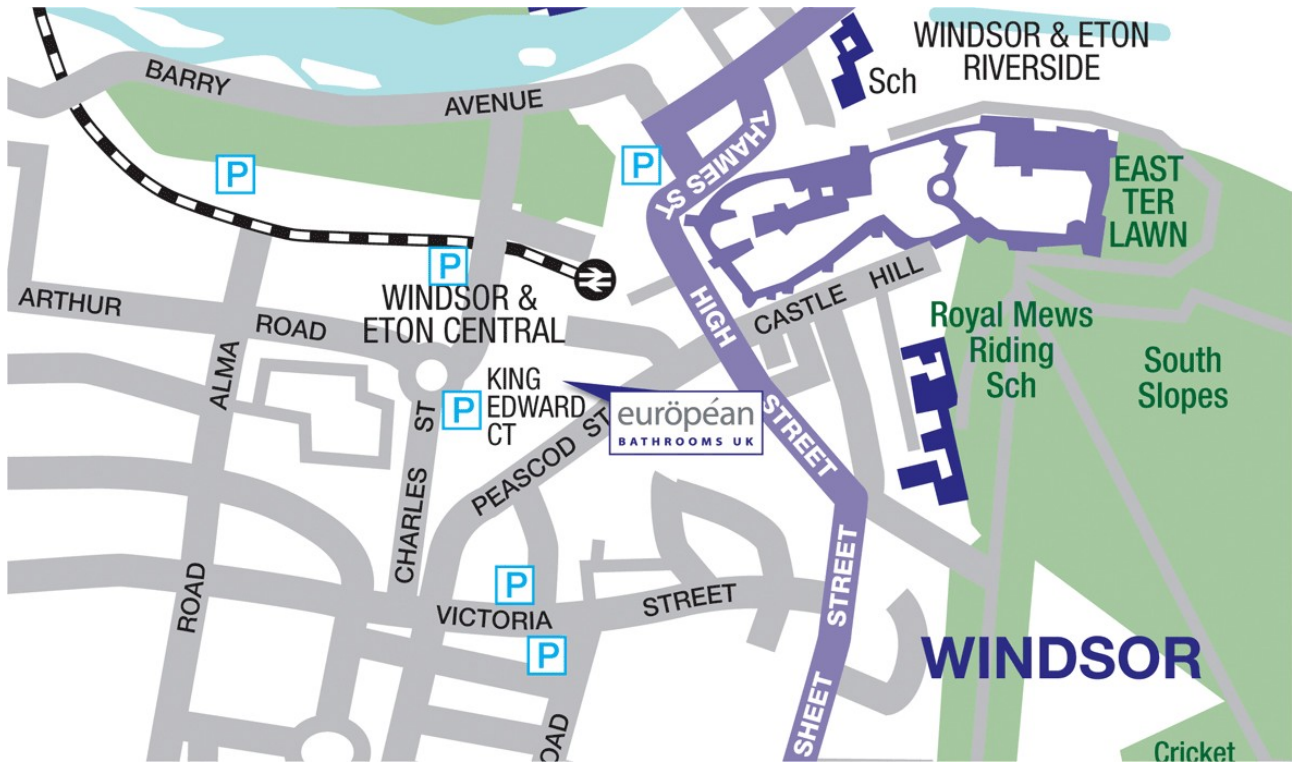 BARRY
AVENUE
P
P
THAMES ST
Sch
WINDSOR & ETON
RIVERSIDE
EAST
TER
LAWN
P
WINDSOR &
ETON CENTRAL
ARTHUR
ROAD
HIGH
STREET
CASTLE HILL
Royal Mews
Riding
Sch
South
Slopes
ALMA
ROAD
P
KING
EDWARD
CT
CHARLES ST
PEASCOD ST
européan
BATHROOMS UK
P
VICTORIA
STREET
P
SHEET STREET
WINDSOR
OAD
Cricket